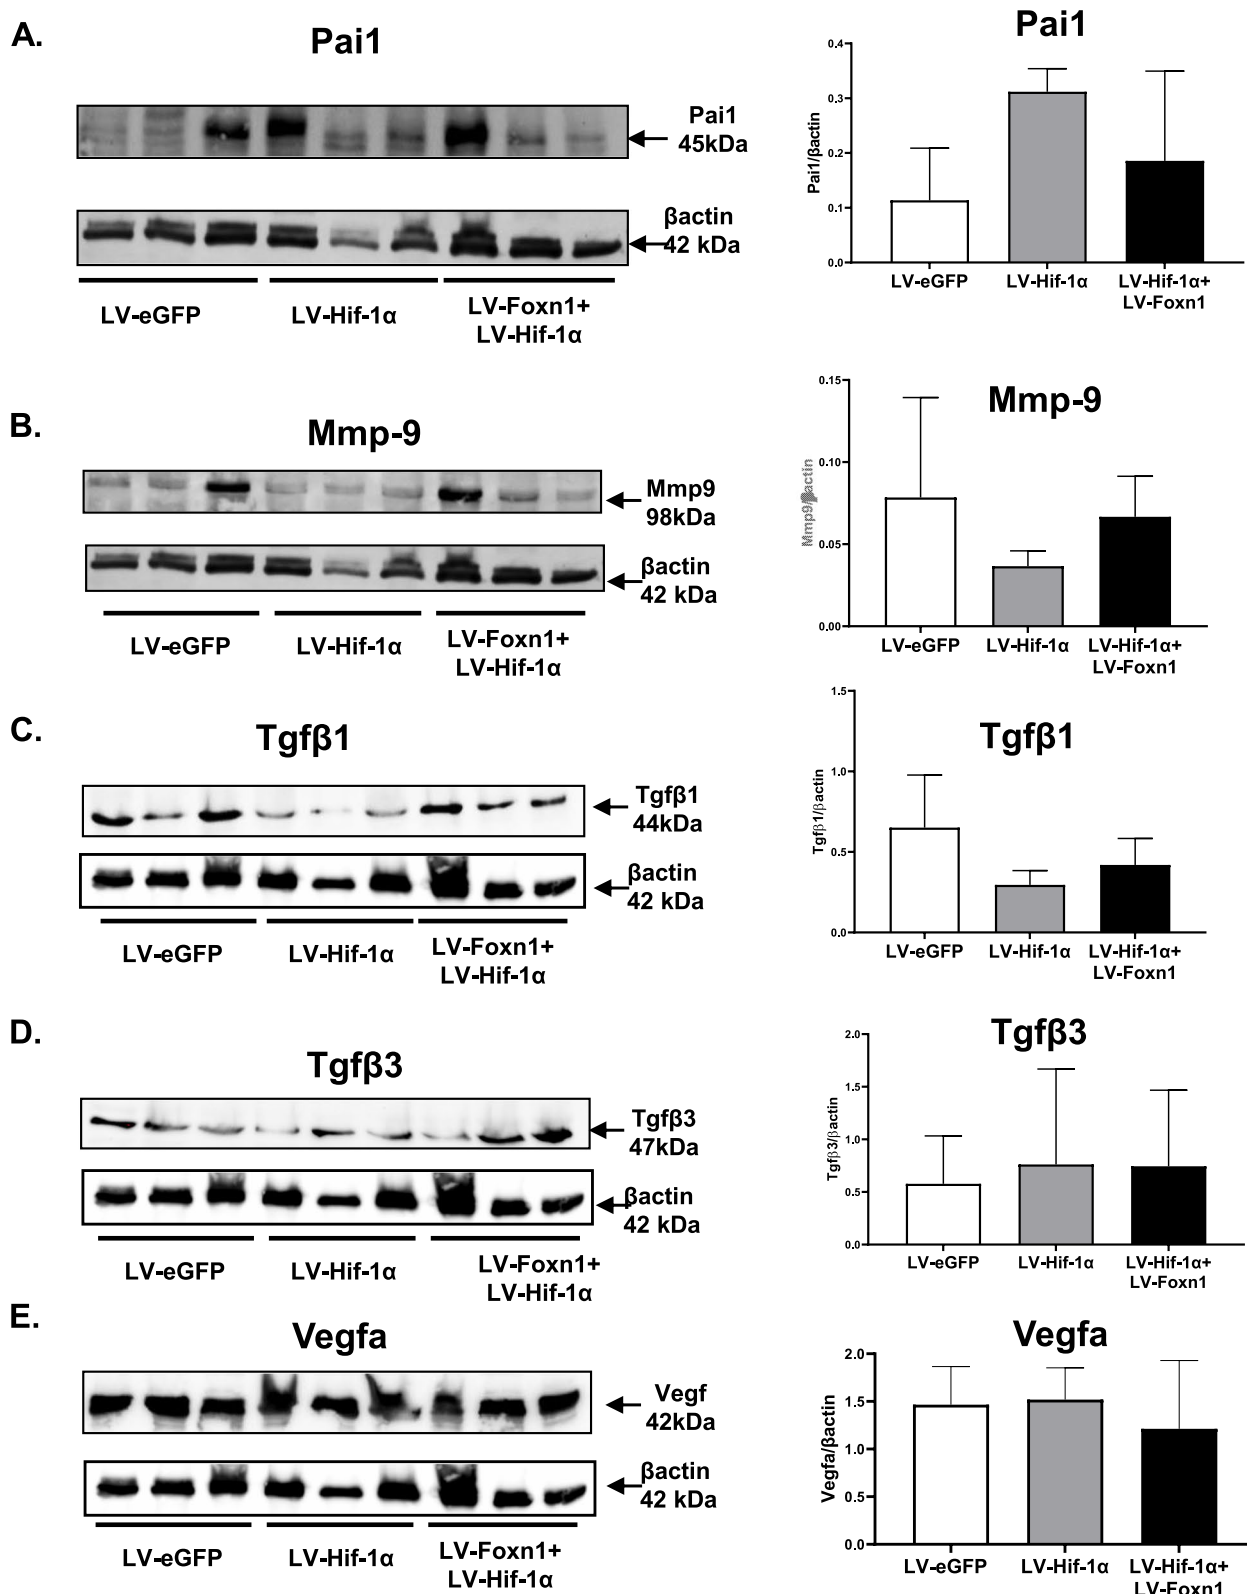 A.
Pai1
Pai1
45kDa
βactin
42 kDa
LV-eGFP
LV-Hif-1α
LV-Foxn1+
LV-Hif-1α
Pai1
Pai1/βactin
0.4
0.3
0.2
0.1
0.0
LV-eGFP
LV-Hif-1α
LV-Hif-1α+
LV-Foxn1
B.
Mmp-9
Mmp9
98kDa
βactin
42 kDa
LV-eGFP
LV-Hif-1α
LV-Foxn1+
LV-Hif-1α
Mmp-9
Mmp9/βactin
0.15
0.10
0.05
0.00
LV-eGFP
LV-Hif-1α
LV-Hif-1α+
LV-Foxn1
C.
Tgfβ1
Tgfβ1
44kDa
βactin
42 kDa
LV-eGFP
LV-Hif-1α
LV-Foxn1+
LV-Hif-1α
Tgfβ1
Tgfβ1/βactin
1.5
1.0
0.5
0.0
LV-eGFP
LV-Hif-1α
LV-Hif-1α+
LV-Foxn1
D.
Tgfβ3
Tgfβ3
47kDa
βactin
42 kDa
LV-eGFP
LV-Hif-1α
LV-Foxn1+
LV-Hif-1α
Tgfβ3
Tgfβ3/βactin
2.0
1.5
1.0
0.5
0.0
LV-eGFP
LV-Hif-1α
LV-Hif-1α+
LV-Foxn1
E.
Vegfa
Vegf
42kDa
βactin
42 kDa
LV-eGFP
LV-Hif-1α
LV-Foxn1+
LV-Hif-1α
Vegfa
Vegfa/βactin
2.0
1.5
1.0
0.5
0.0
LV-eGFP
LV-Hif-1α
LV-Hif-1α+
LV-Foxn1